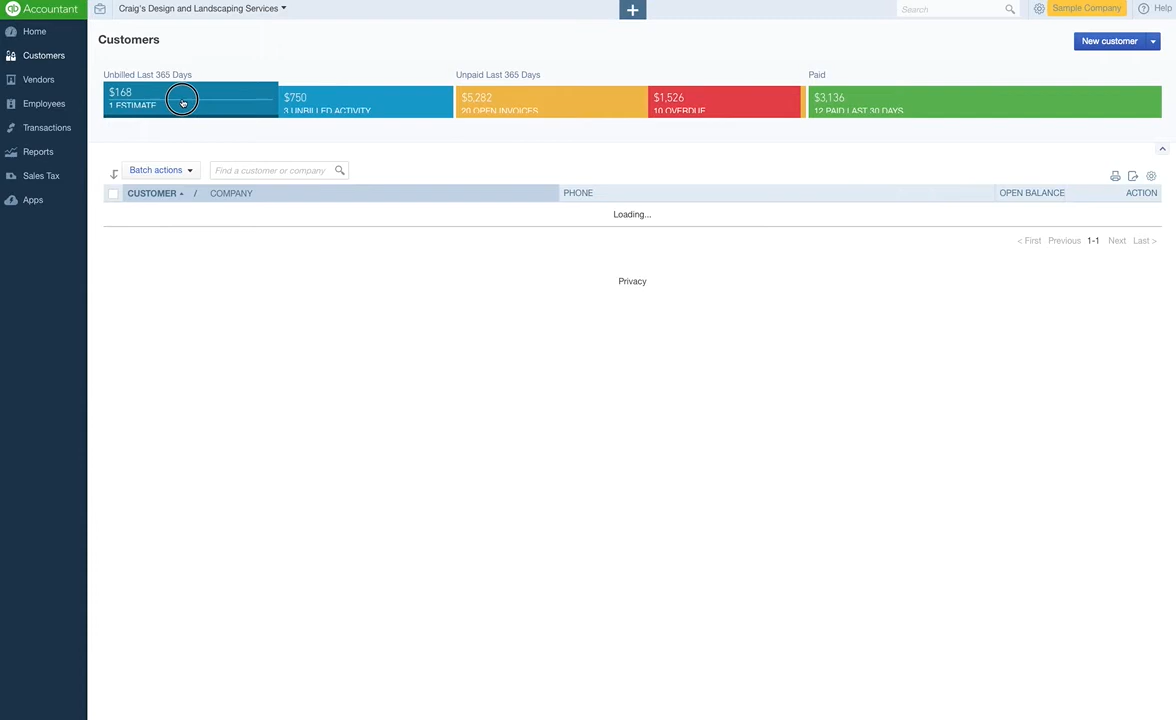 qb Accountant
Craig's Design and Landscaping Services
Search
Sample Company
Help
Home
Customers
Vendors
Employees
Transactions
Reports
Sales Tax
Apps
Customers
New customer
Unbilled Last 365 Days
Unpaid Last 365 Days
Paid
$168
1 ESTIMATE
$750
3 UNBILLED ACTIVITY
$5,282
20 OPEN INVOICES
$1,526
10 OVERDUE
$3,136
12 PAID LAST 30 DAYS
Batch actions
Find a customer or company
CUSTOMER / COMPANY
PHONE
OPEN BALANCE
ACTION
Loading...
< First Previous 1-1 Next Last >
Privacy